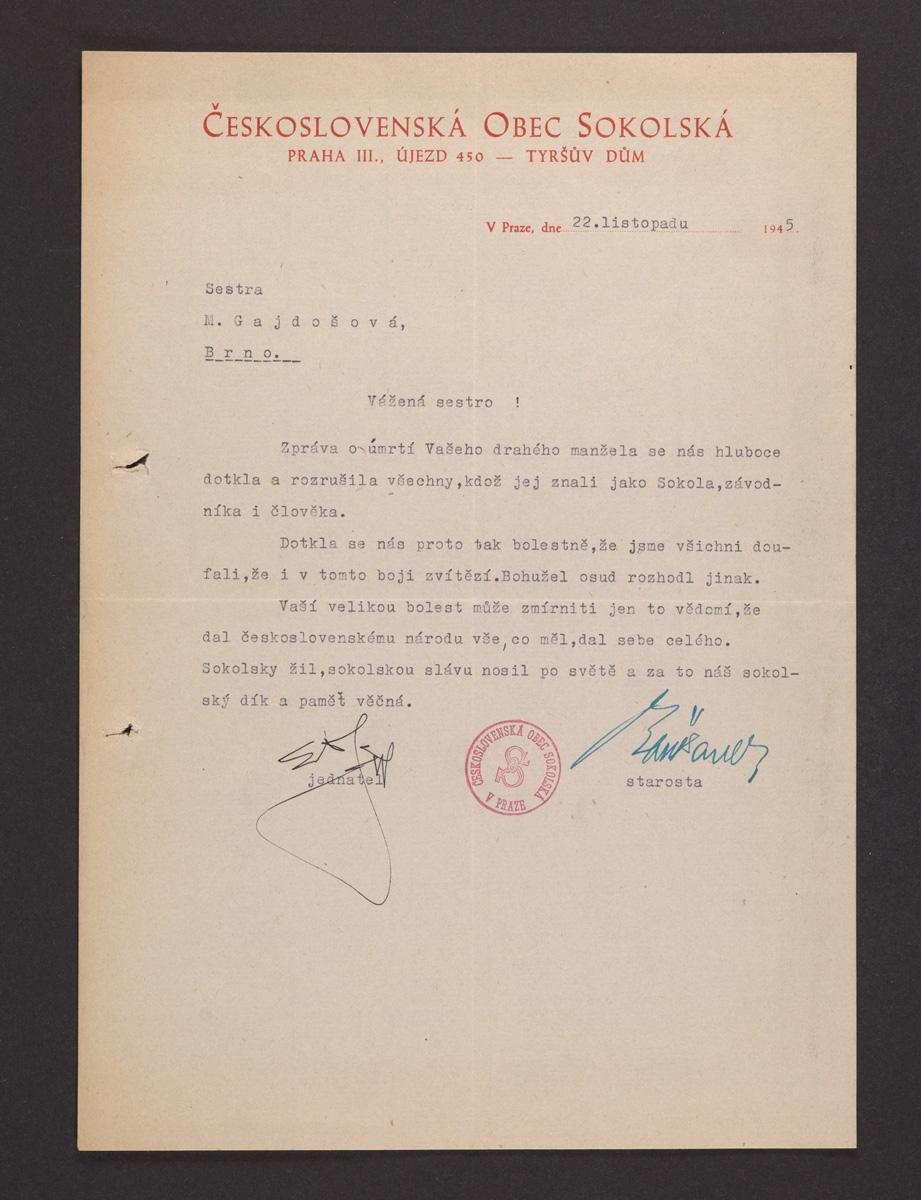 ČESKOSLOVENSKÁ OBEC SOKOLSKÁ
PRAHA III., ÚJEZD 450 — TYRŠŮV DŮM
V Praze, dne 22.listopadu 1945.
Sestra
M. G a j d o š o v á,
B r n o.
Vážená sestro !
Zpráva o úmrtí Vašeho drahého manžela se nás hluboce
dotkla a rozrušila všechny,kdož jej znali jako Sokola,závod-
níka i člověka.
Dotkla se nás proto tak bolestně,že jsme všichni dou-
fali,že i v tomto boji zvítězí.Bohužel osud rozhodl jinak.
Vaší velikou bolest může zmírniti jen to vědomí,že
dal československému národu vše,co měl,dal sebe celého.
Sokolsky žil,sokolskou slávu nosil po světě a za to náš sokol-
ský dík a paměť věčná.
jednatel
ČESKOSLOVENSKÁ OBEC SOKOLSKÁ
V PRAZE
starosta